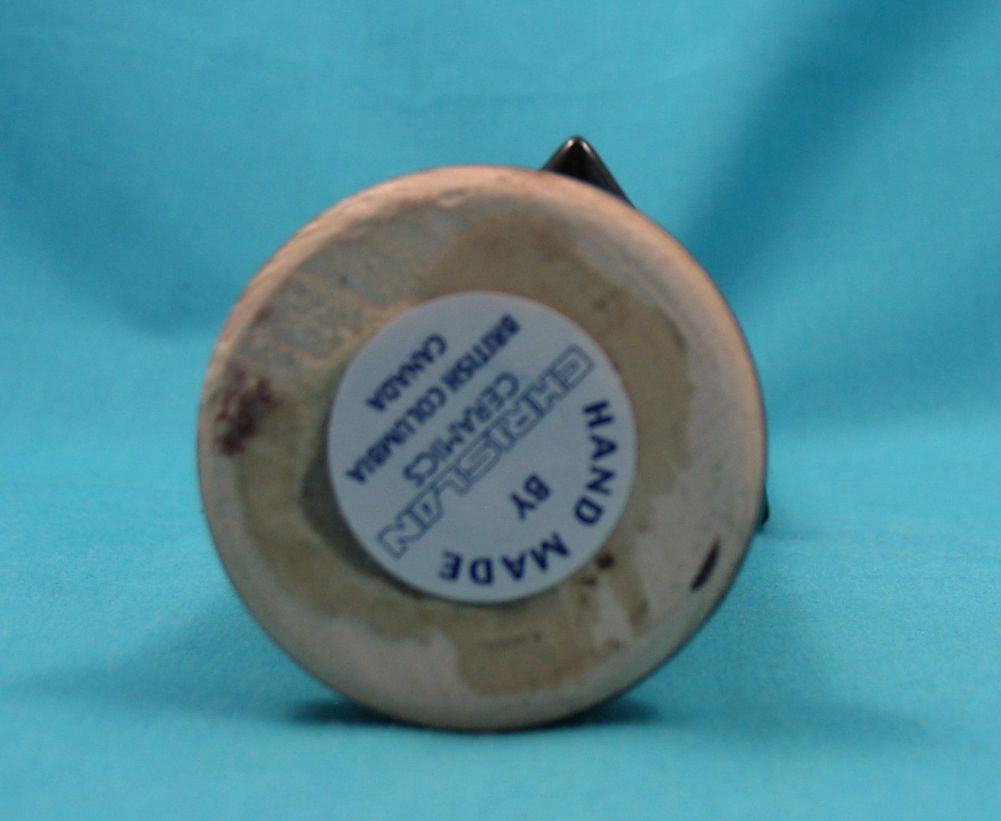 HAND MADE
BY
CHRISLAN
CERAMICS
BRITISH COLUMBIA
CANADA